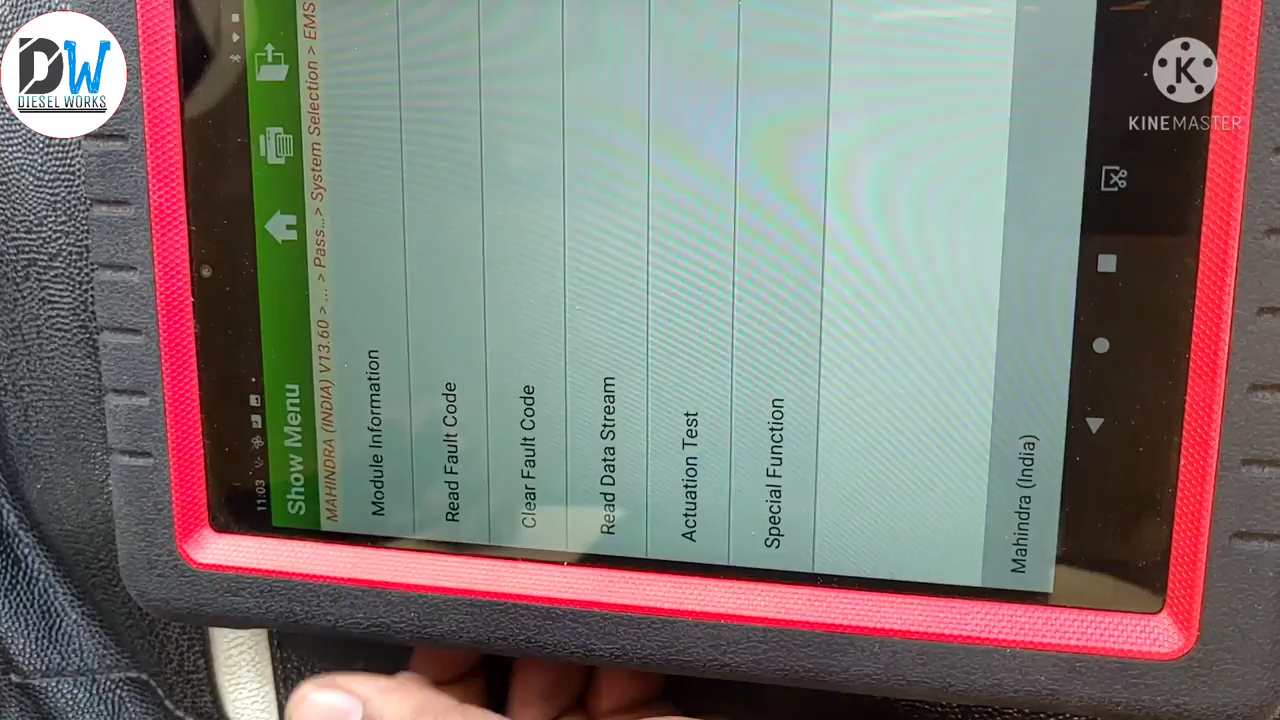 DW
DIESEL WORKS
K
KINEMASTER
11:03
Show Menu
MAHINDRA (INDIA) V13.60 > ... > Pass...> System Selection > EMS
Module Information
Read Fault Code
Clear Fault Code
Read Data Stream
Actuation Test
Special Function
Mahindra (India)